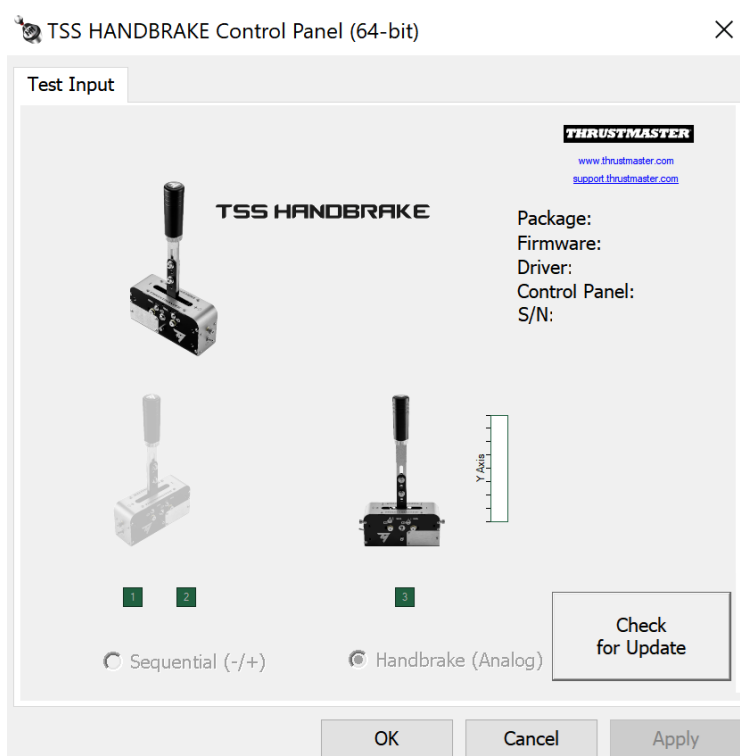 TSS HANDBRAKE Control Panel (64-bit)
Test Input
THRUSTMASTER
www.thrustmaster.com
support.thrustmaster.com
TSS HANDBRAKE
Package:
Firmware:
Driver:
Control Panel:
S/N:
Y Axis
1 2 3
Sequential (-/+) Handbrake (Analog)
Check
for Update
OK Cancel Apply